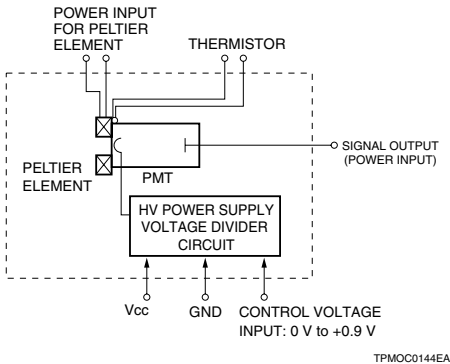 POWER INPUT
FOR PELTIER
ELEMENT
THERMISTOR
SIGNAL OUTPUT
(POWER INPUT)
PELTIER
ELEMENT
PMT
HV POWER SUPPLY
VOLTAGE DIVIDER
CIRCUIT
Vcc
GND
CONTROL VOLTAGE
INPUT: 0 V to +0.9 V
TPMOC0144EA